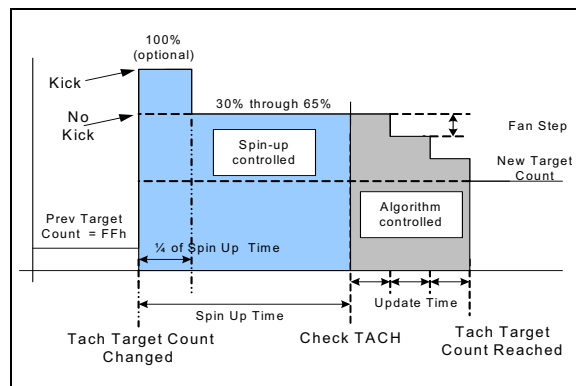 100%
(optional)
Kick
No
Kick
30% through 65%
Fan Step
Spin-up
controlled
New Target
Count
Algorithm
controlled
Prev Target
Count = FFh
¼ of Spin Up Time
Update Time
Spin Up Time
Check TACH
Tach Target Count
Changed
Tach Target
Count Reached